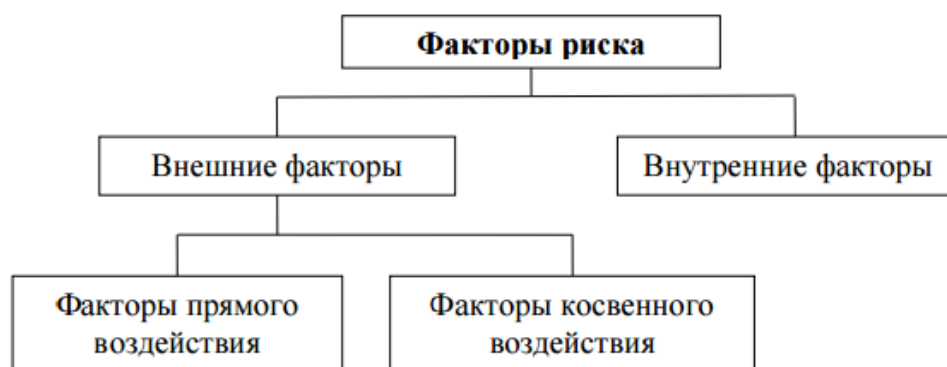 Факторы риска
Внешние факторы
Внутренние факторы
Факторы прямого
воздействия
Факторы косвенного
воздействия